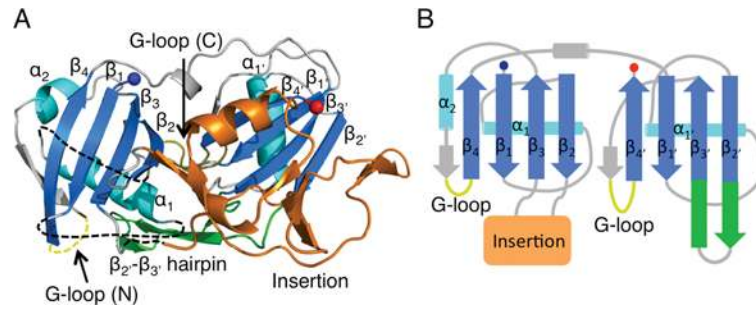 A
G-loop (C)
α1'
α2
β4
β1
β3
β2
β4'
β1'
β3'
β2'
α1
β2'-β3' hairpin
Insertion
G-loop (N)
B
α2
β4
β1
α1
β3
β2
β4'
β1'
α1'
β3'
β2'
G-loop
G-loop
Insertion